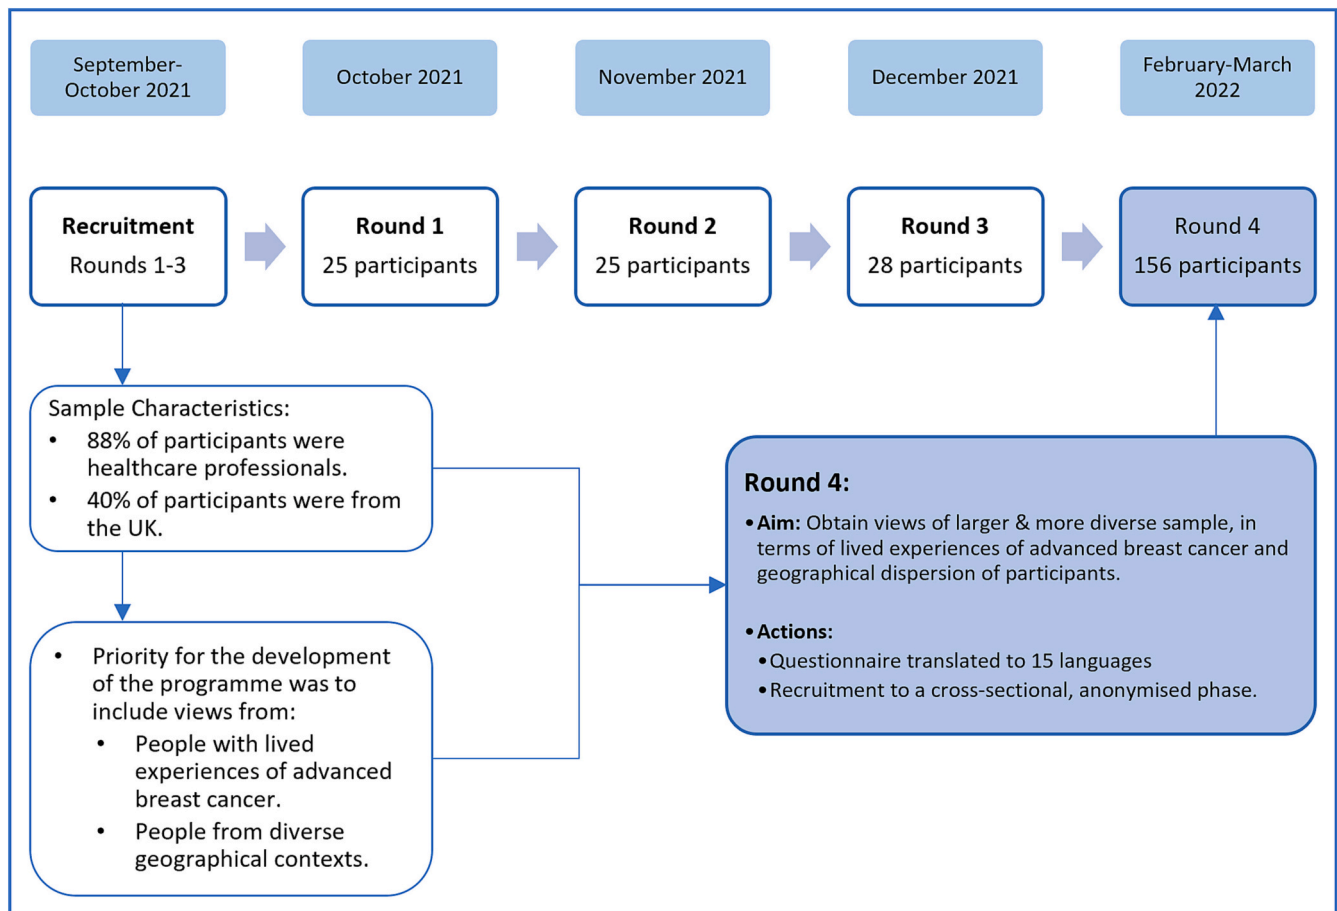 September-
October 2021
October 2021
November 2021
December 2021
February-March
2022
Recruitment
Rounds 1-3
Round 1
25 participants
Round 2
25 participants
Round 3
28 participants
Round 4
156 participants
Sample Characteristics:
• 88% of participants were
healthcare professionals.
• 40% of participants were from
the UK.
• Priority for the development
of the programme was to
include views from:
• People with lived
experiences of advanced
breast cancer.
• People from diverse
geographical contexts.
Round 4:
•Aim: Obtain views of larger & more diverse sample, in
terms of lived experiences of advanced breast cancer and
geographical dispersion of participants.
•Actions:
•Questionnaire translated to 15 languages
•Recruitment to a cross-sectional, anonymised phase.